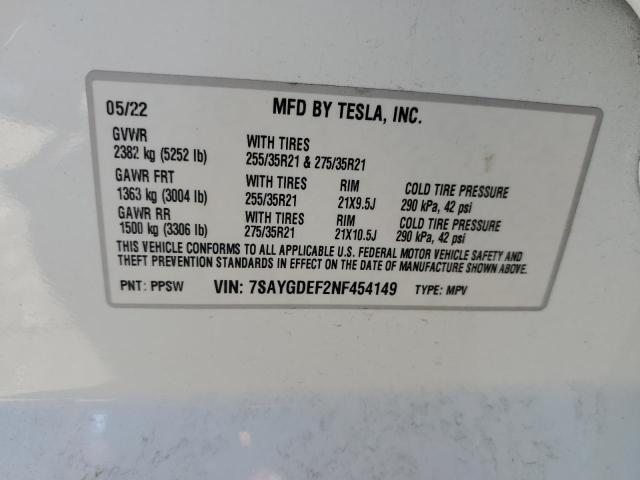 05/22 MFD BY TESLA, INC.
GVWR WITH TIRES
2382 kg (5252 lb) 255/35R21 & 275/35R21
GAWR FRT WITH TIRES RIM COLD TIRE PRESSURE
1363 kg (3004 lb) 255/35R21 21X9.5J 290 kPa, 42 psi
GAWR RR WITH TIRES RIM COLD TIRE PRESSURE
1500 kg (3306 lb) 275/35R21 21X10.5J 290 kPa, 42 psi
THIS VEHICLE CONFORMS TO ALL APPLICABLE U.S. FEDERAL MOTOR VEHICLE SAFETY AND
THEFT PREVENTION STANDARDS IN EFFECT ON THE DATE OF MANUFACTURE SHOWN ABOVE.
PNT: PPSW VIN: 7SAYGDEF2NF454149 TYPE: MPV